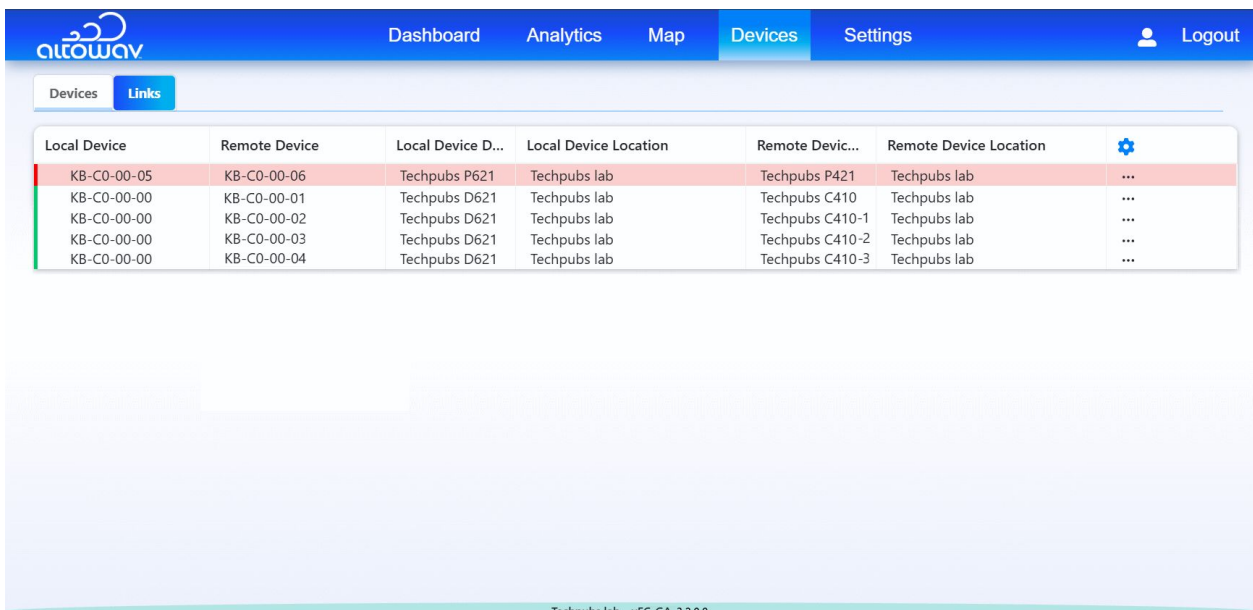 altowav
Dashboard Analytics Map Devices Settings Logout
Devices Links
Local Device Remote Device Local Device D... Local Device Location Remote Devic... Remote Device Location
KB-C0-00-05 KB-C0-00-06 Techpubs P621 Techpubs lab Techpubs P421 Techpubs lab ...
KB-C0-00-00 KB-C0-00-01 Techpubs D621 Techpubs lab Techpubs C410 Techpubs lab ...
KB-C0-00-00 KB-C0-00-02 Techpubs D621 Techpubs lab Techpubs C410-1 Techpubs lab ...
KB-C0-00-00 KB-C0-00-03 Techpubs D621 Techpubs lab Techpubs C410-2 Techpubs lab ...
KB-C0-00-00 KB-C0-00-04 Techpubs D621 Techpubs lab Techpubs C410-3 Techpubs lab ...